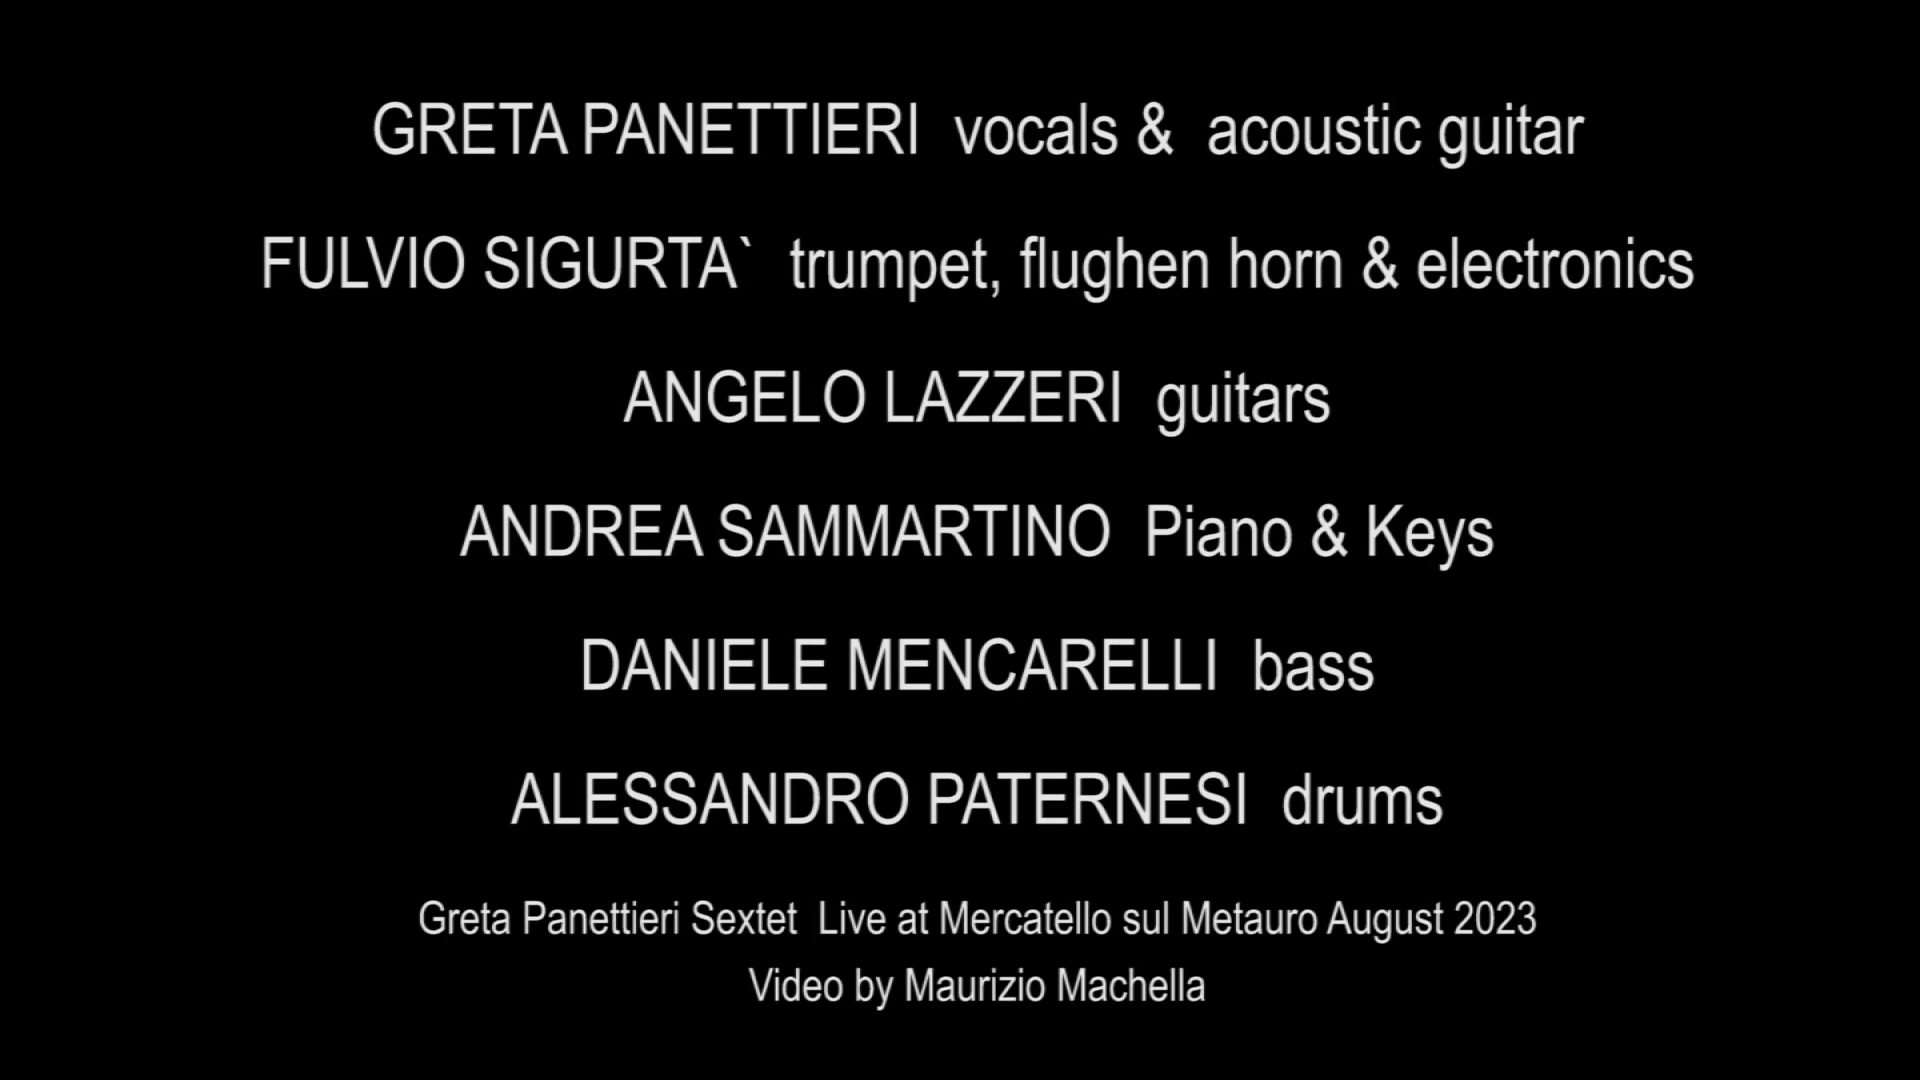 GRETA PANETTIERI vocals & acoustic guitar
FULVIO SIGURTA` trumpet, flughen horn & electronics
ANGELO LAZZERI guitars
ANDREA SAMMARTINO Piano & Keys
DANIELE MENCARELLI bass
ALESSANDRO PATERNESI drums
Greta Panettieri Sextet Live at Mercatello sul Metauro August 2023
Video by Maurizio Machella